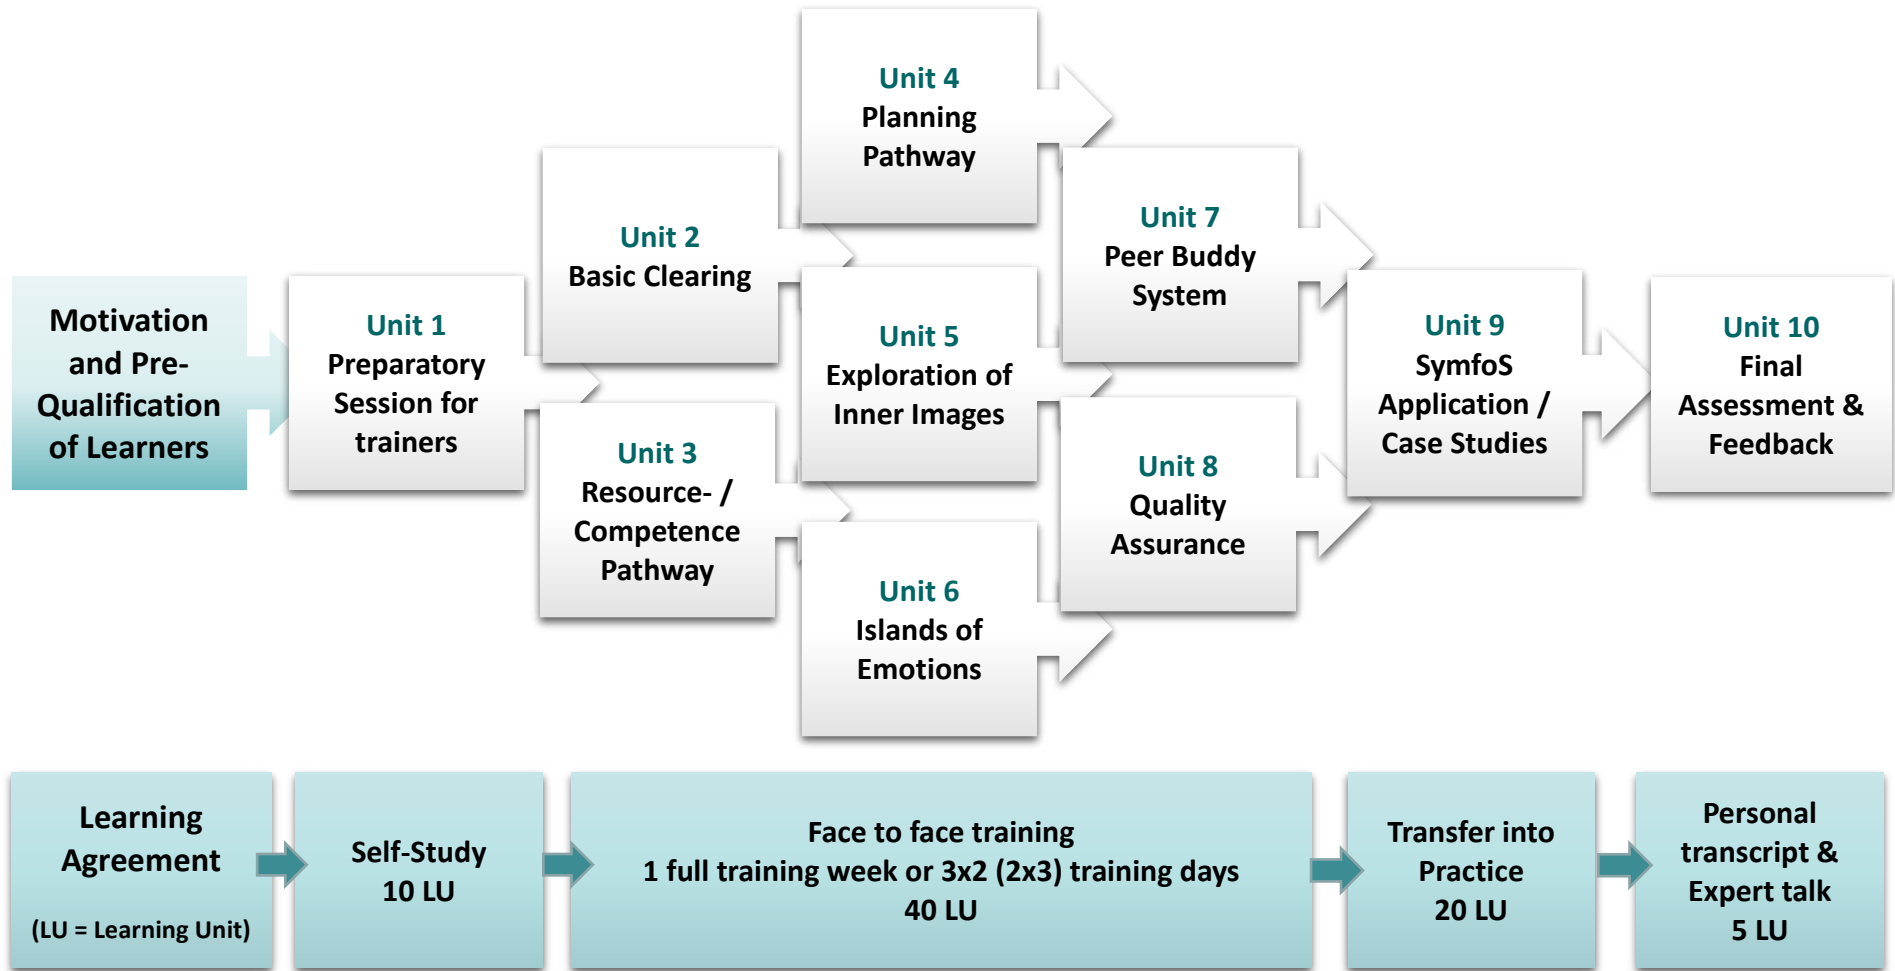 Motivation
and Pre-
Qualification
of Learners
Unit 1
Preparatory
Session for
trainers
Unit 2
Basic Clearing
Unit 3
Resource- /
Competence
Pathway
Unit 4
Planning
Pathway
Unit 5
Exploration of
Inner Images
Unit 6
Islands of
Emotions
Unit 7
Peer Buddy
System
Unit 8
Quality
Assurance
Unit 9
SymfoS
Application /
Case Studies
Unit 10
Final
Assessment &
Feedback
Learning
Agreement
(LU = Learning Unit)
Self-Study
10 LU
Face to face training
1 full training week or 3x2 (2x3) training days
40 LU
Transfer into
Practice
20 LU
Personal
transcript &
Expert talk
5 LU